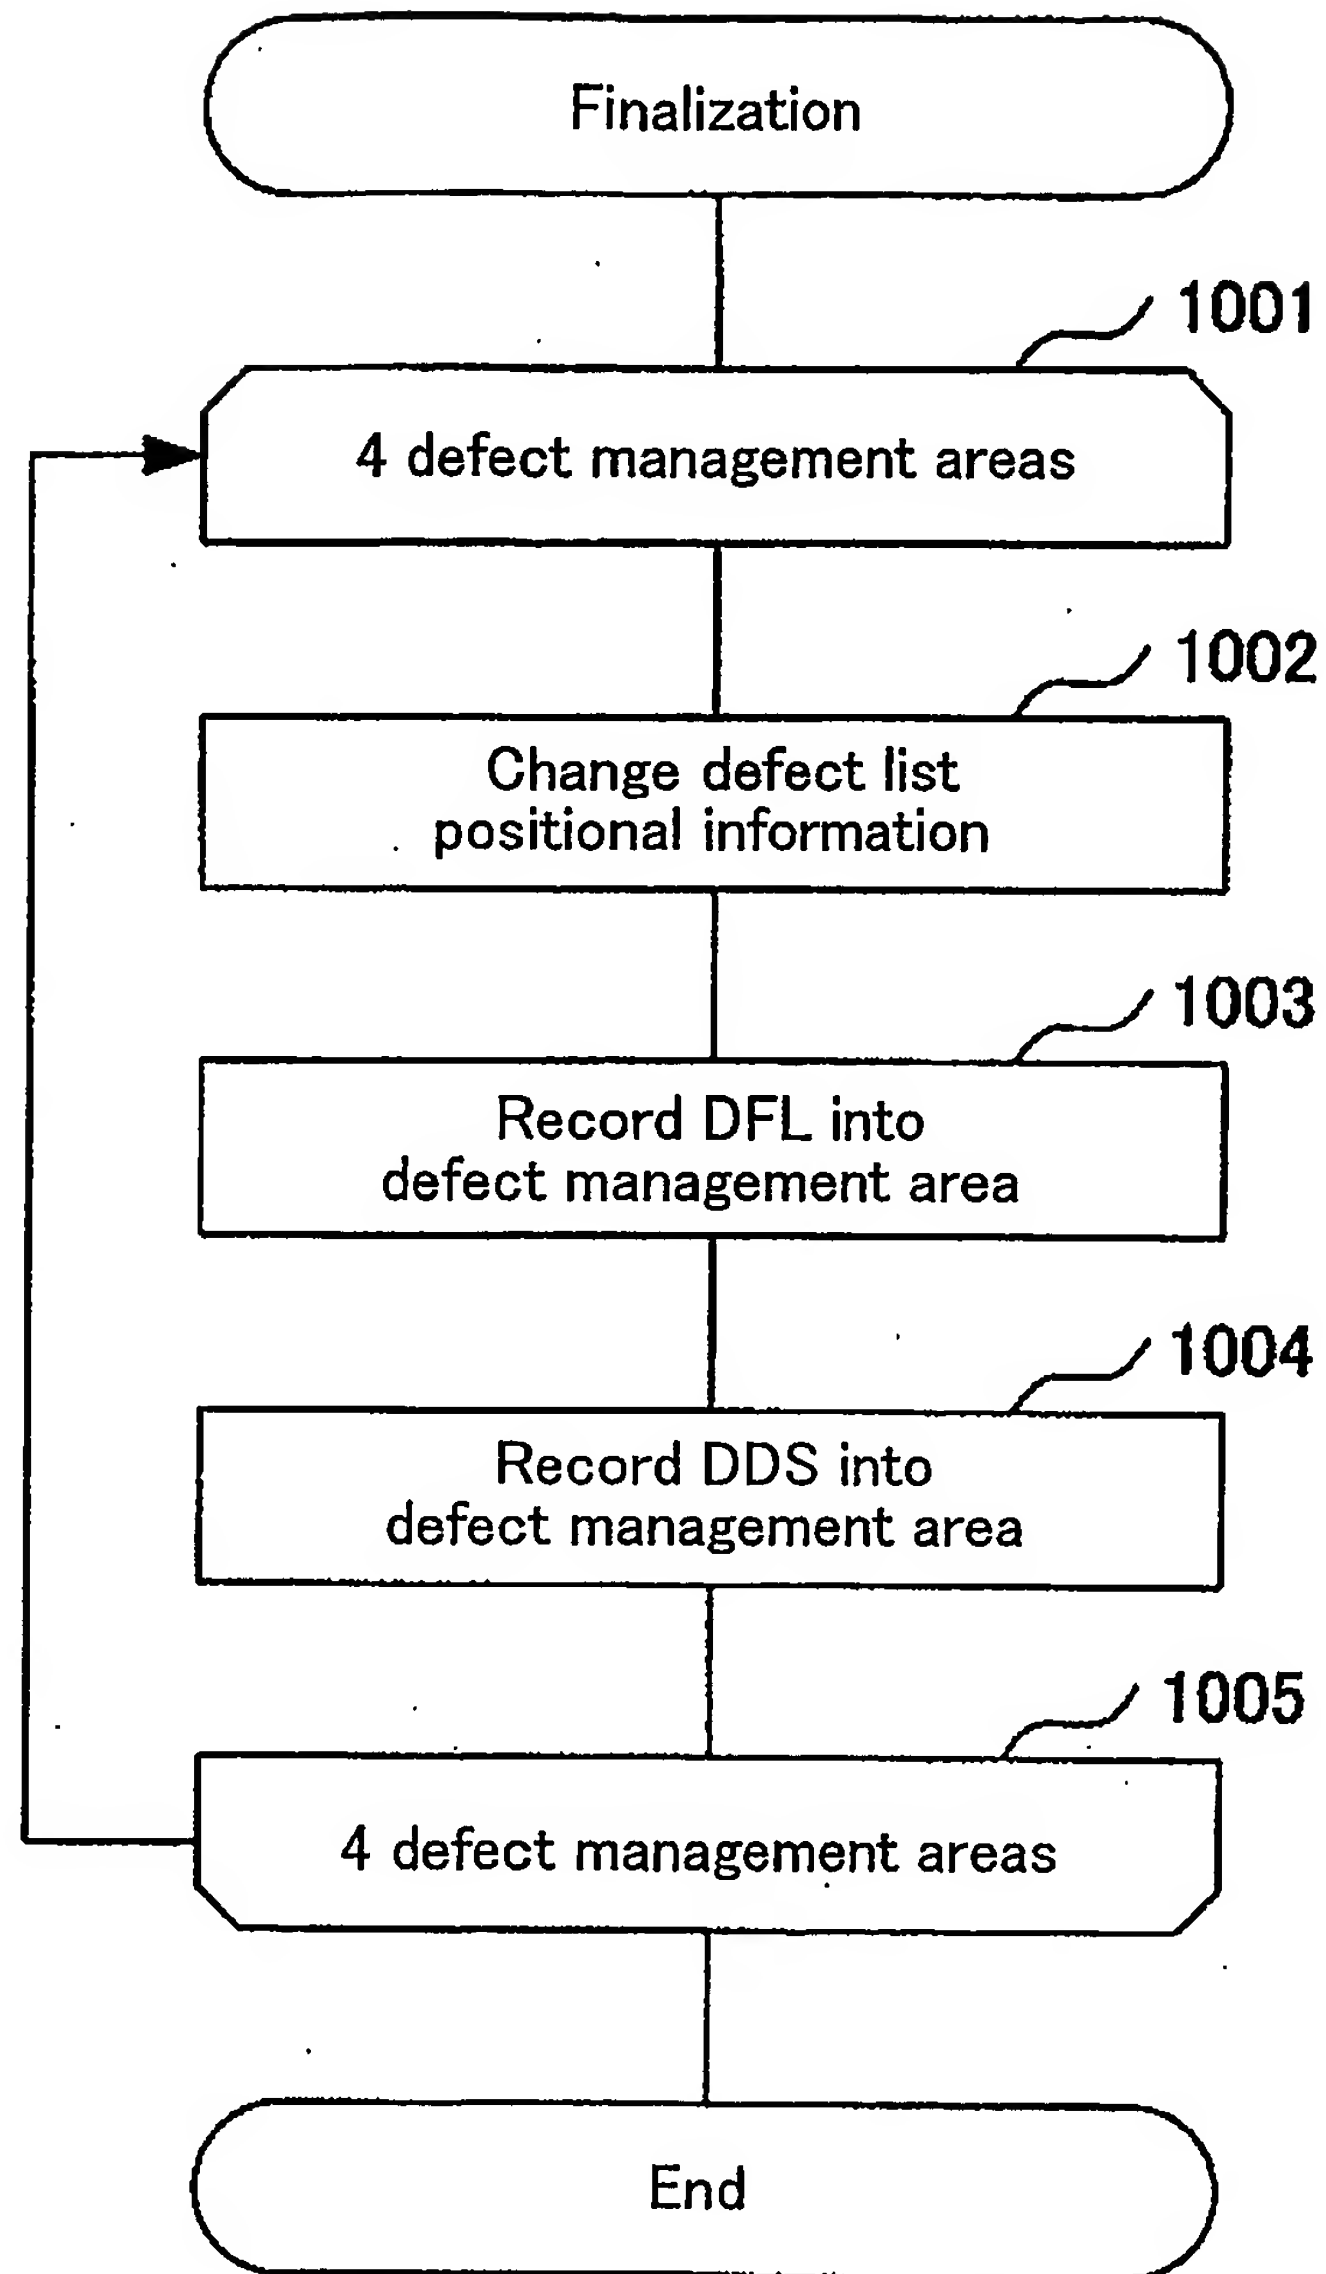 Finalization
1001
4 defect management areas
1002
Change defect list
positional information
1003
Record DFL into
defect management area
1004
Record DDS into
defect management area
1005
4 defect management areas
End